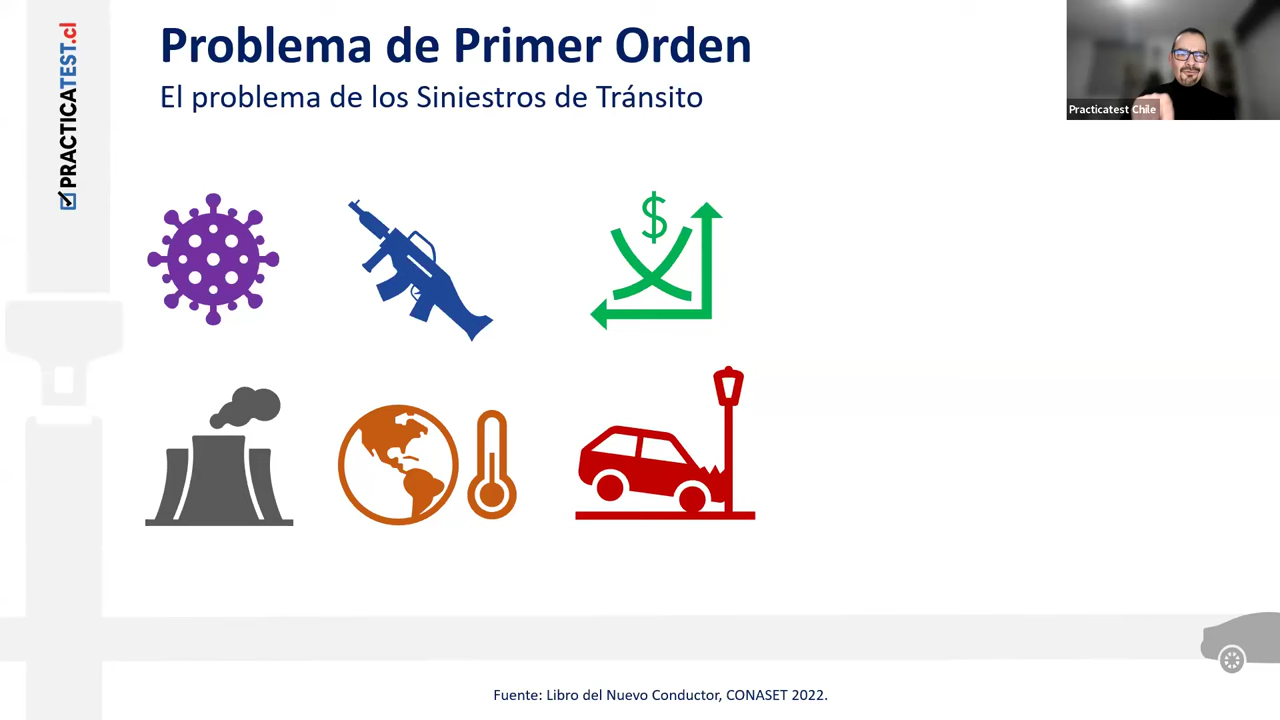 PRACTICATEST.cl
Problema de Primer Orden
El problema de los Siniestros de Tránsito
Practicatest Chile
$
Fuente: Libro del Nuevo Conductor, CONASET 2022.